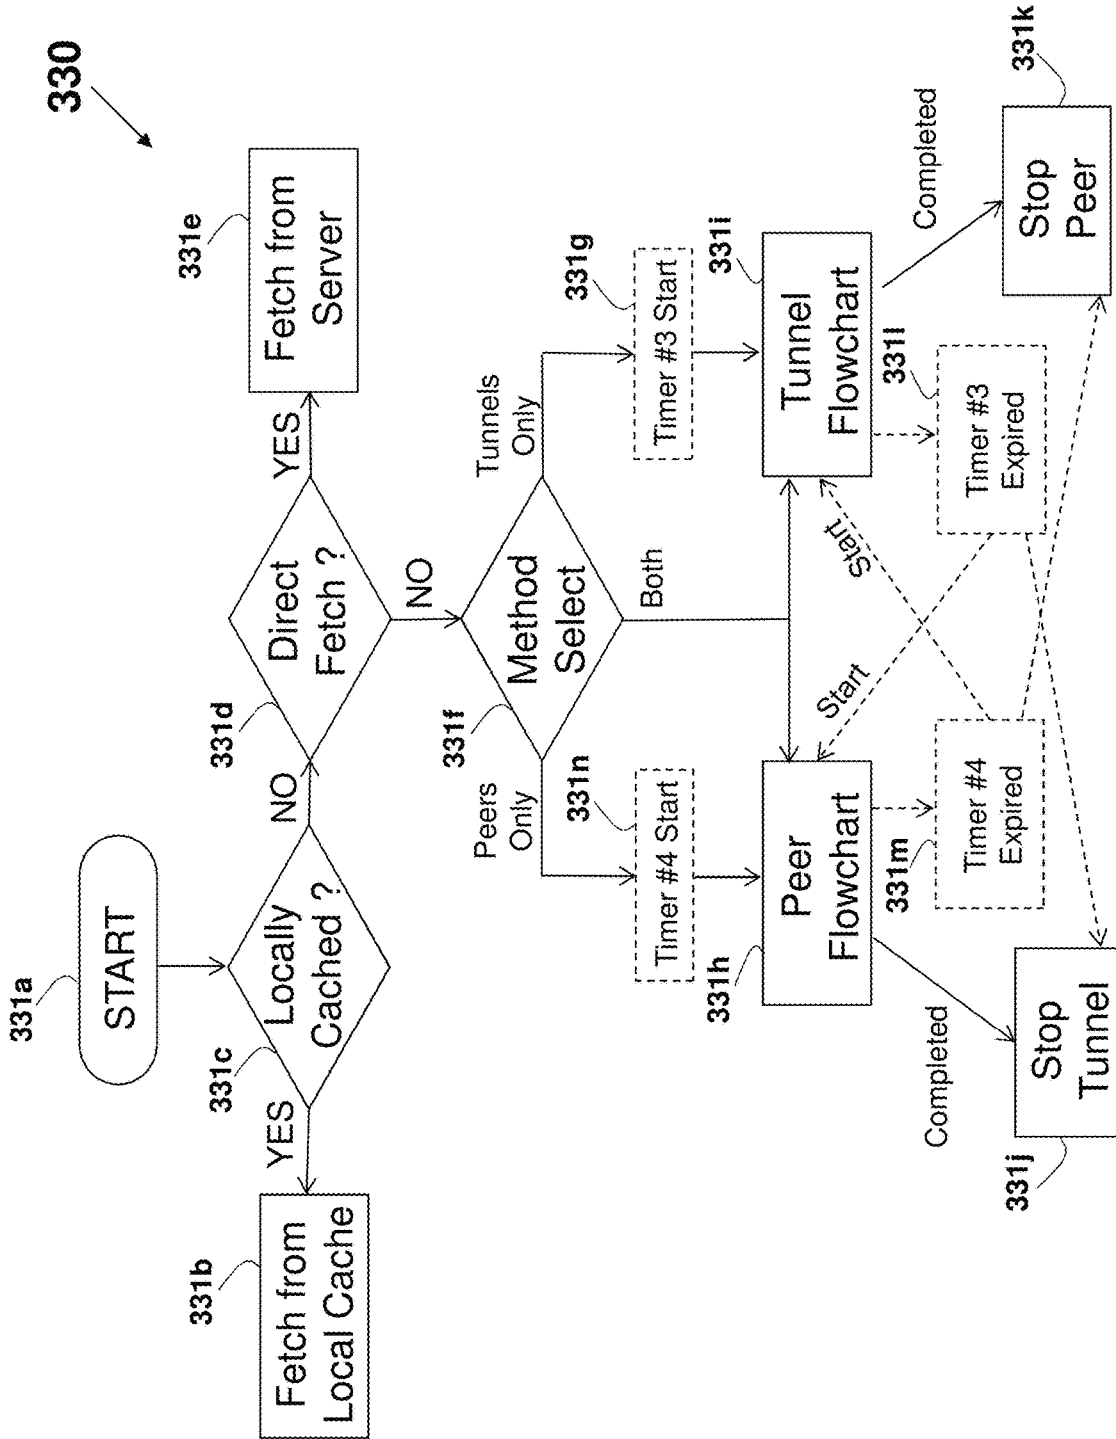 330
331a
START
331c
Locally
Cached ?
YES
NO
331b
Fetch from
Local Cache
331d
Direct
Fetch ?
YES
NO
331e
Fetch from
Server
331f
Method
Select
Peers
Only
Tunnels
Only
Both
331n
Timer #4 Start
331g
Timer #3 Start
331h
Peer
Flowchart
331i
Tunnel
Flowchart
Start
Start
331m
Timer #4
Expired
331l
Timer #3
Expired
Completed
Completed
331j
Stop
Tunnel
331k
Stop
Peer